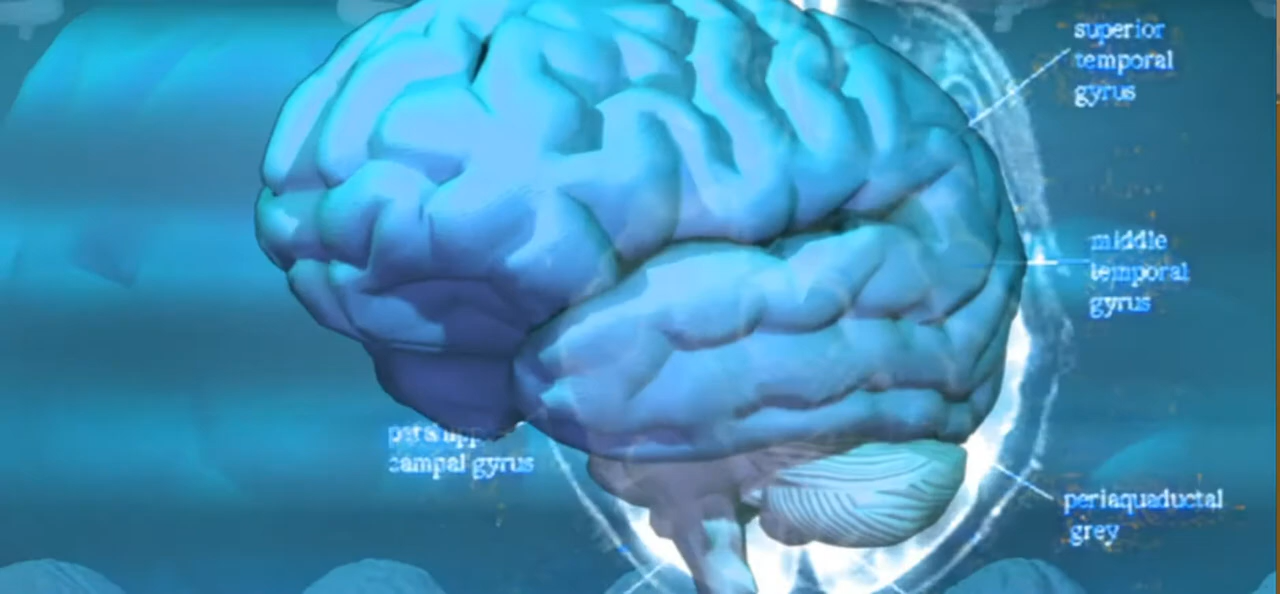 superior
temporal
gyrus
middle
temporal
gyrus
campal gyrus
periaquaductal
grey